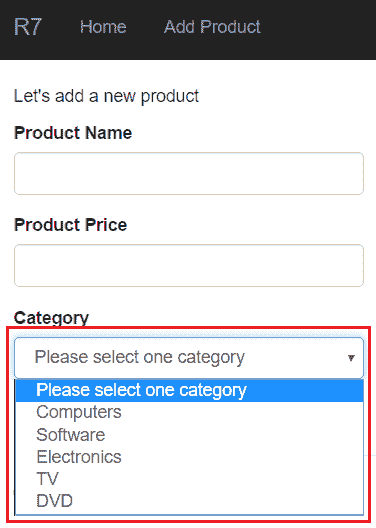 R7 Home Add Product
Let's add a new product
Product Name
Product Price
Category
Please select one category
Please select one category
Computers
Software
Electronics
TV
DVD